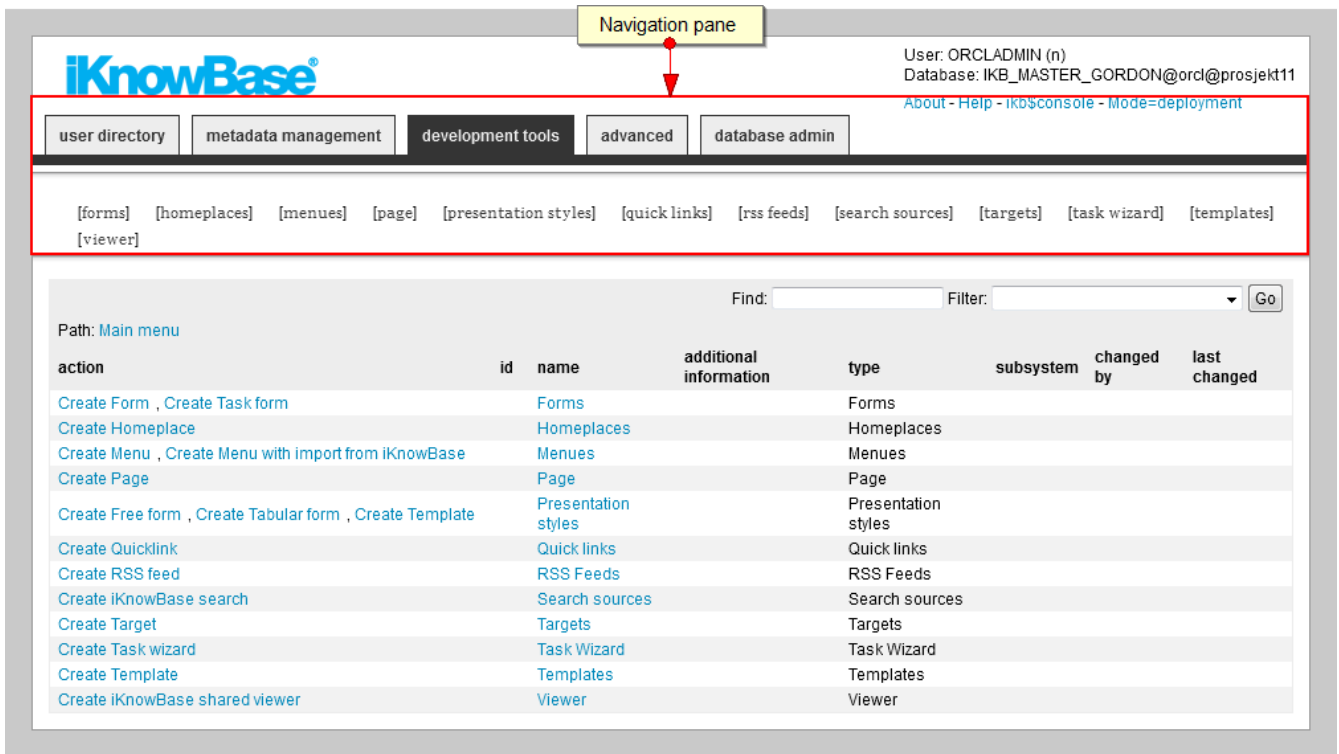 Navigation pane
iKnowBase®
User: ORCLADMIN (n)
Database: IKB_MASTER_GORDON@orcl@prosjekt11
About - Help - ikb$console - Mode=deployment
user directory metadata management development tools advanced database admin
[forms] [homeplaces] [menues] [page] [presentation styles] [quick links] [rss feeds] [search sources] [targets] [task wizard] [templates]
[viewer]
Find: Filter: Go
Path: Main menu
action id name additional information type subsystem changed by last changed
Create Form , Create Task form Forms Forms
Create Homeplace Homeplaces Homeplaces
Create Menu , Create Menu with import from iKnowBase Menues Menues
Create Page Page Page
Create Free form , Create Tabular form , Create Template Presentation styles Presentation styles
Create Quicklink Quick links Quick links
Create RSS feed RSS Feeds RSS Feeds
Create iKnowBase search Search sources Search sources
Create Target Targets Targets
Create Task wizard Task Wizard Task Wizard
Create Template Templates Templates
Create iKnowBase shared viewer Viewer Viewer